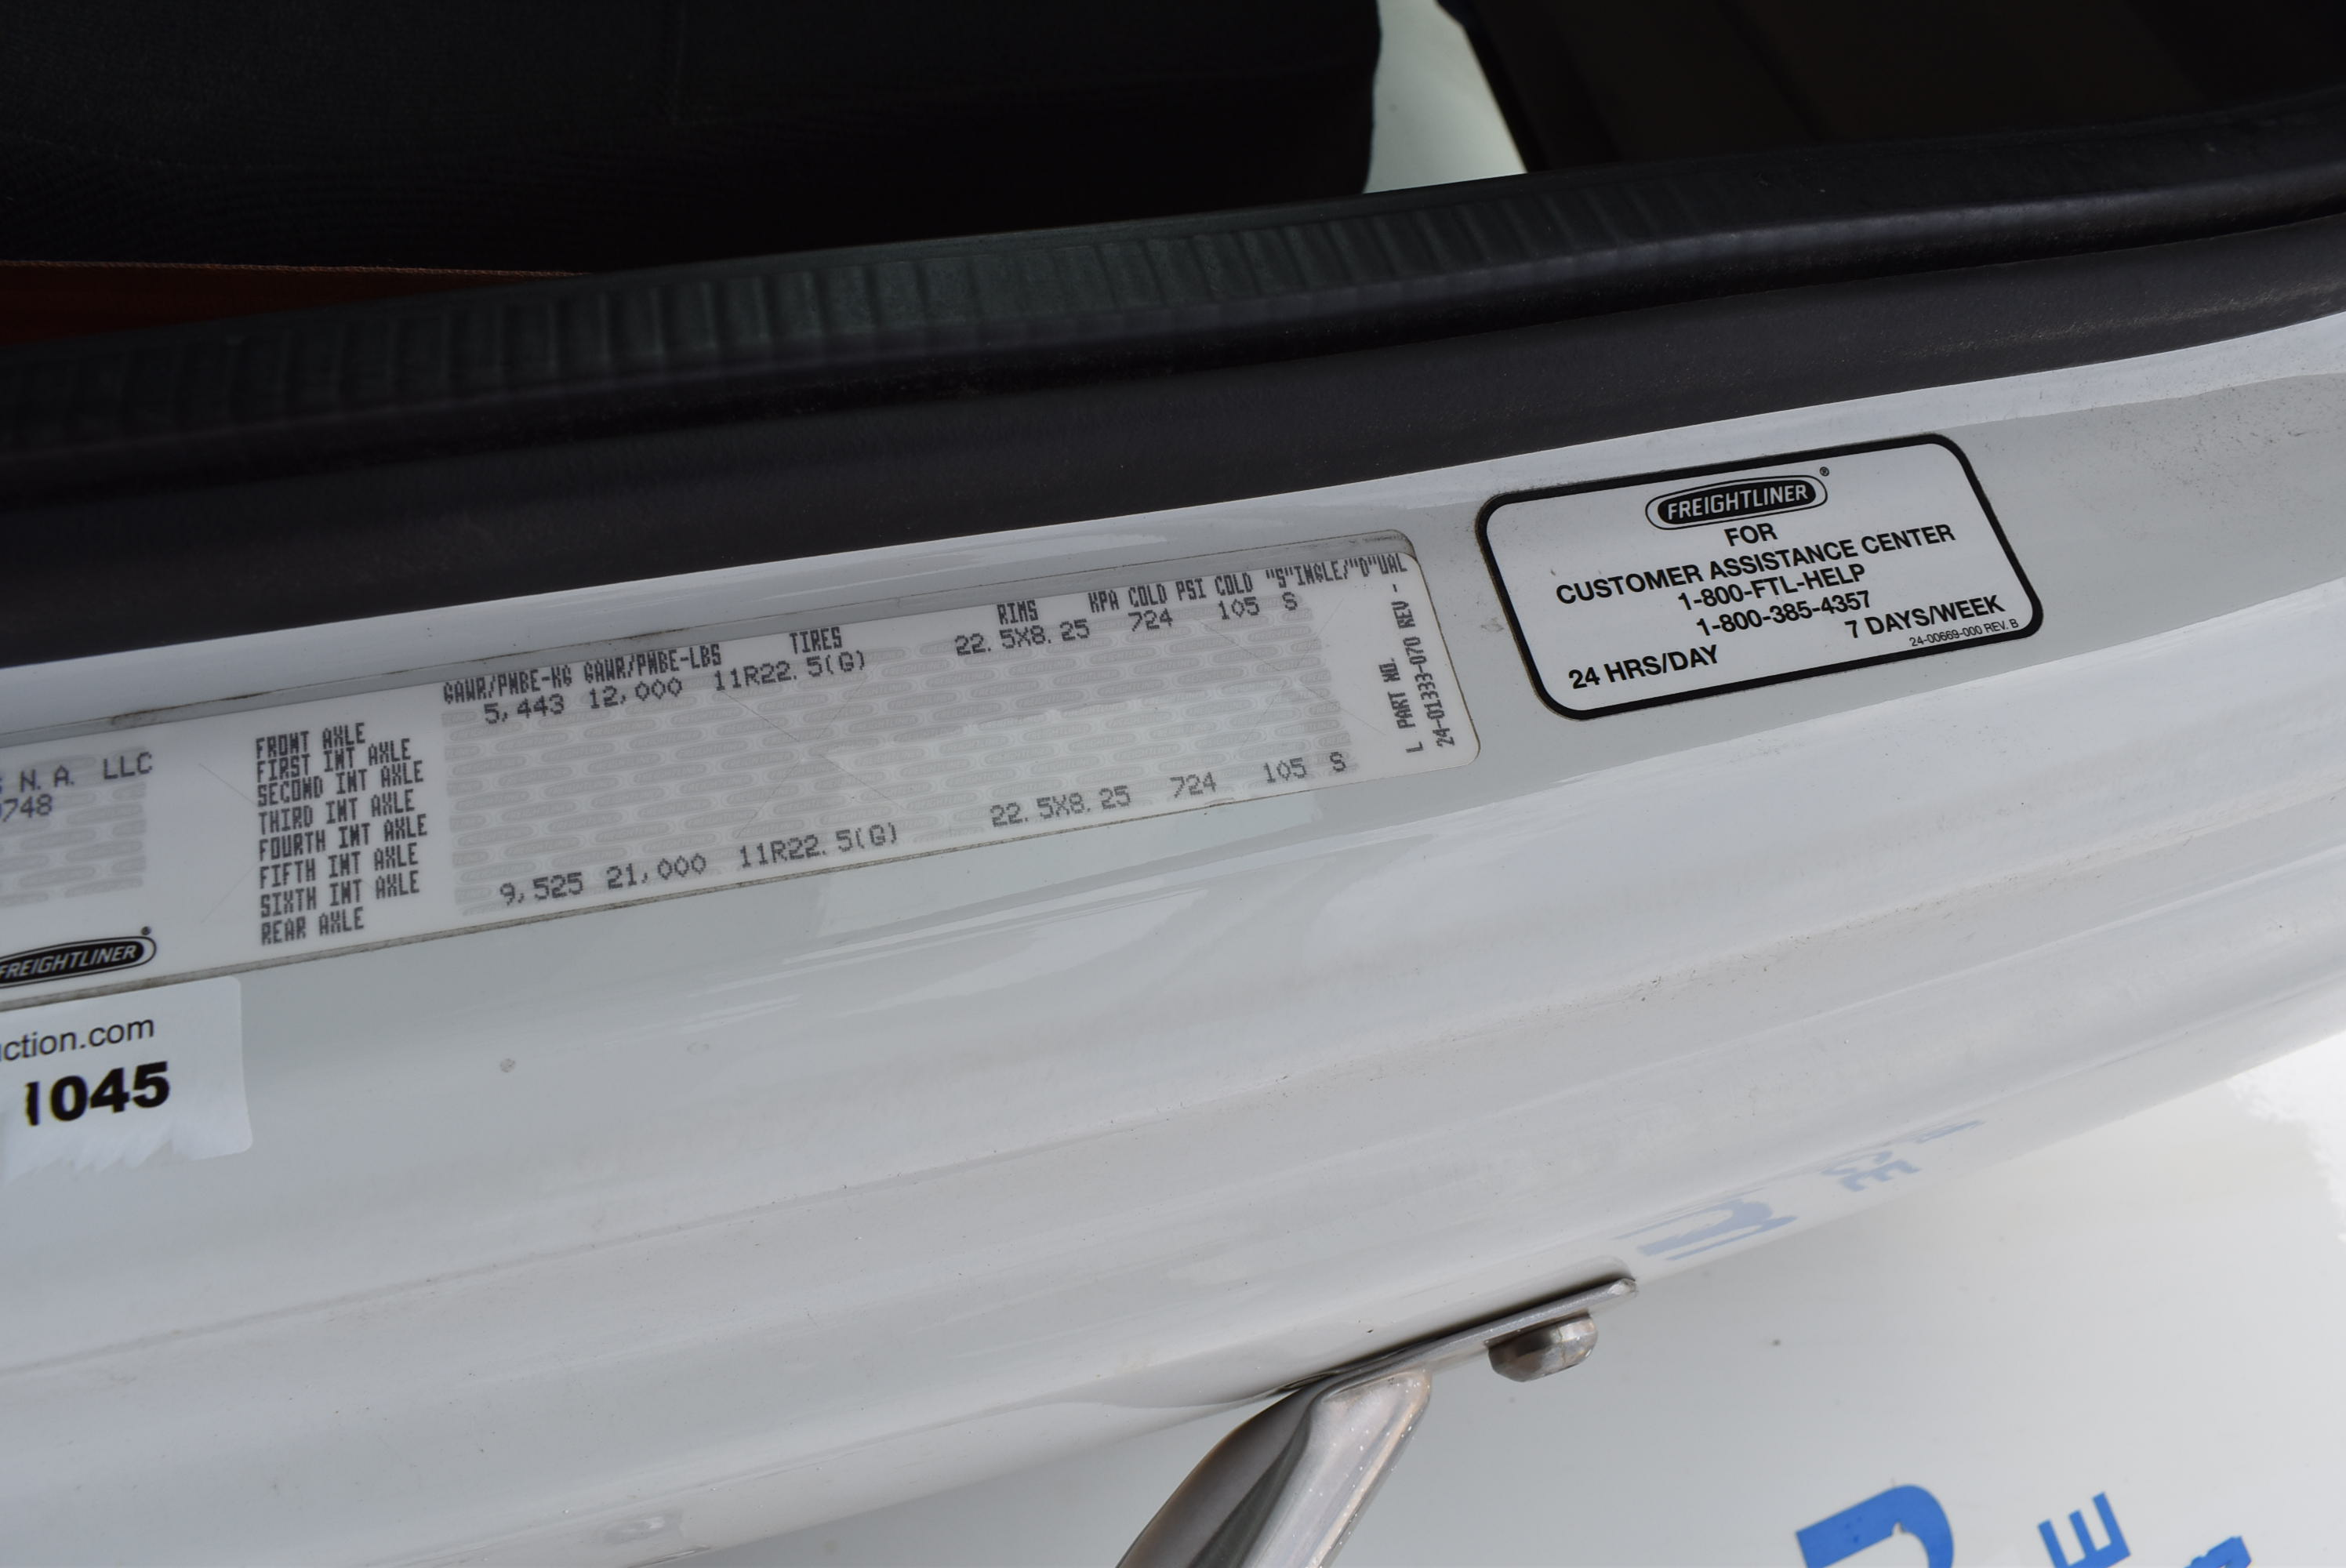 N. A. LLC
748
FREIGHTLINER®
GAWR/PNBE-KG GAWR/PNBE-LBS TIRES RIMS KPA COLD PSI COLD "S"INGLE/"D"UAL
FRONT AXLE 5,443 12,000 11R22.5(G) 22.5X8.25 724 105 S
FIRST INT AXLE
SECOND INT AXLE
THIRD INT AXLE
FOURTH INT AXLE
FIFTH INT AXLE
SIXTH INT AXLE
REAR AXLE 9,525 21,000 11R22.5(G) 22.5X8.25 724 105 S
L PART NO.
24-01333-070 REV -
FREIGHTLINER®
FOR
CUSTOMER ASSISTANCE CENTER
1-800-FTL-HELP
1-800-385-4357
24 HRS/DAY 7 DAYS/WEEK
24-00669-000 REV. B
ction.com
1045
CE
E